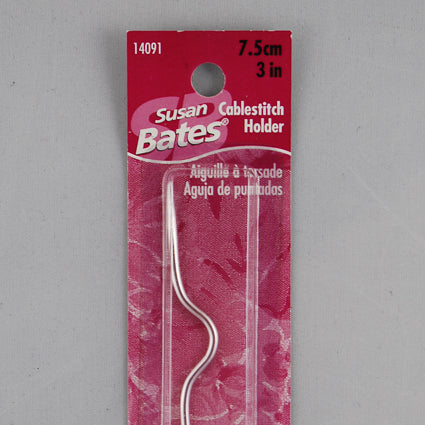 14091
7.5cm
3 in
SB
Susan
Bates®
Cablestitch
Holder
Aiguille à torsade
Aguja de puntadas